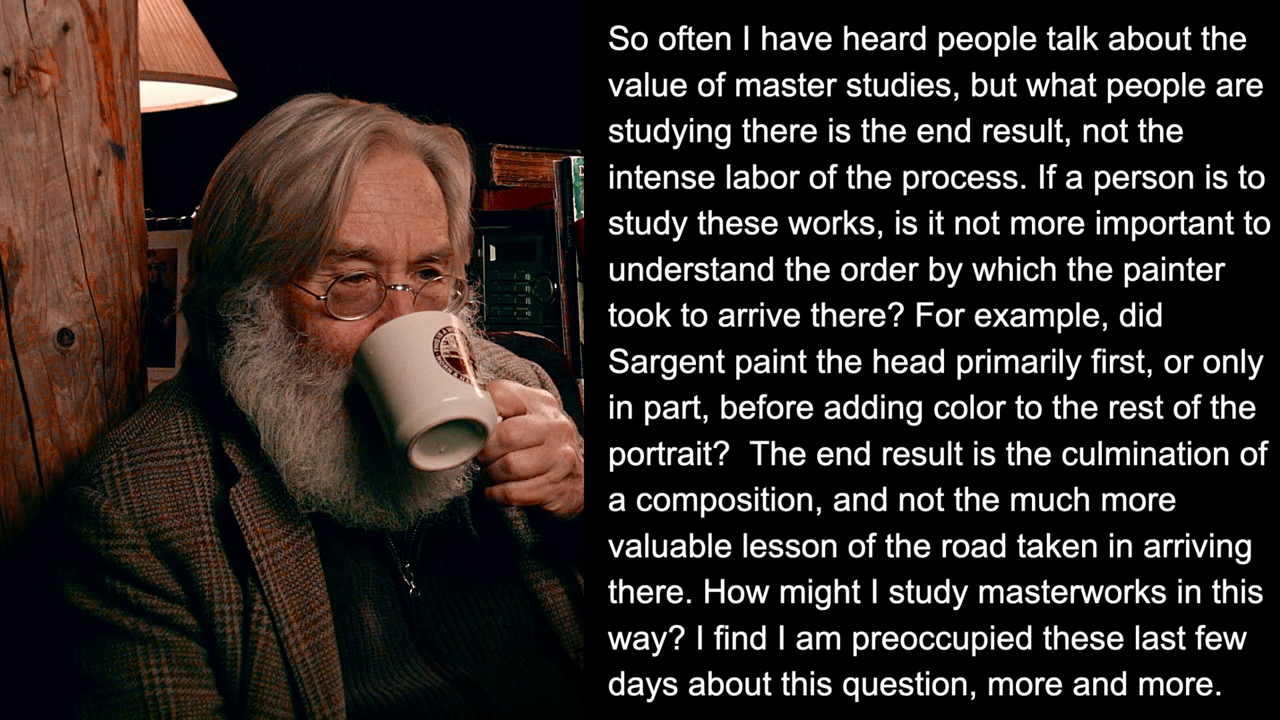 So often I have heard people talk about the
value of master studies, but what people are
studying there is the end result, not the
intense labor of the process. If a person is to
study these works, is it not more important to
understand the order by which the painter
took to arrive there? For example, did
Sargent paint the head primarily first, or only
in part, before adding color to the rest of the
portrait?  The end result is the culmination of
a composition, and not the much more
valuable lesson of the road taken in arriving
there. How might I study masterworks in this
way? I find I am preoccupied these last few
days about this question, more and more.